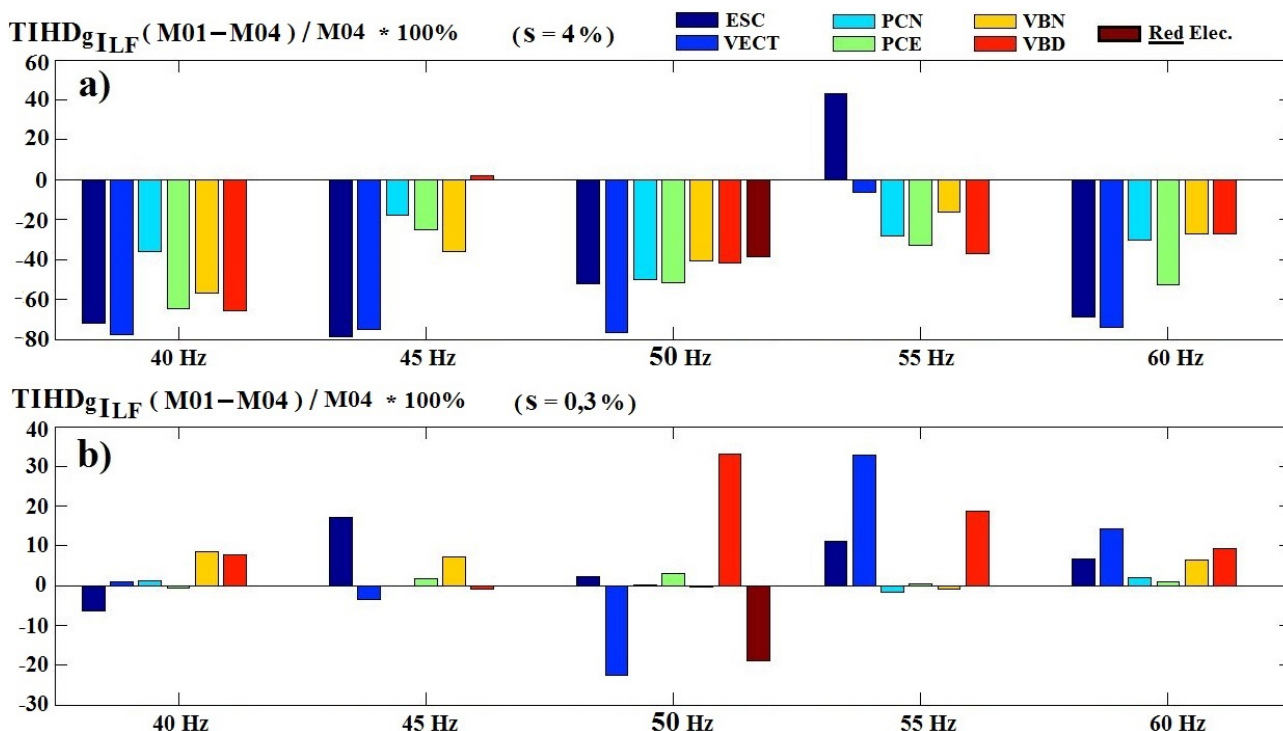 TIHDgILF (M01−M04) / M04 * 100% (s = 4%)
ESC PCN VBN Red Elec.
VECT PCE VBD
a)
60
40
20
0
-20
-40
-60
-80
40 Hz 45 Hz 50 Hz 55 Hz 60 Hz
TIHDgILF (M01−M04) / M04 * 100% (s = 0,3%)
b)
40
30
20
10
0
-10
-20
-30
40 Hz 45 Hz 50 Hz 55 Hz 60 Hz